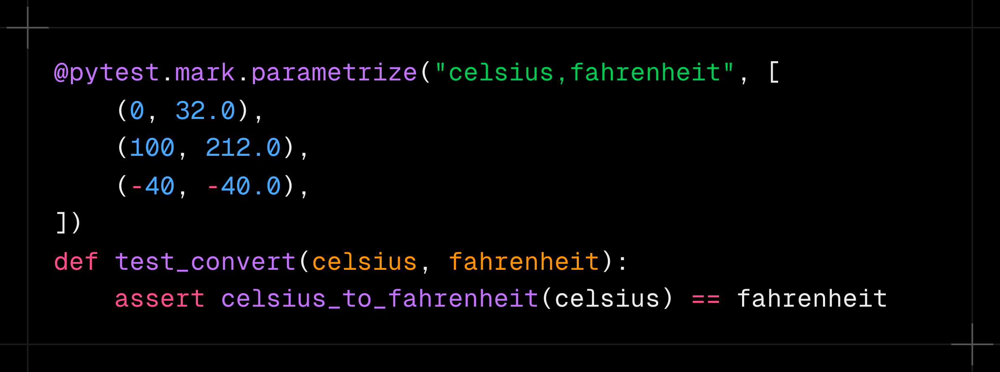 @pytest.mark.parametrize("celsius,fahrenheit", [
    (0, 32.0),
    (100, 212.0),
    (-40, -40.0),
])
def test_convert(celsius, fahrenheit):
    assert celsius_to_fahrenheit(celsius) == fahrenheit